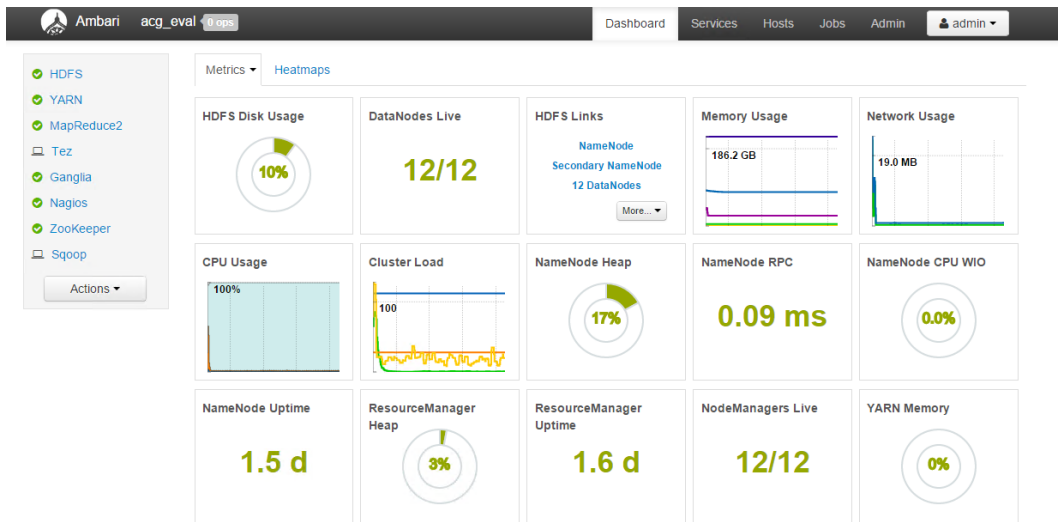 Ambari acg_eval 0 ops Dashboard Services Hosts Jobs Admin admin
HDFS
YARN
MapReduce2
Tez
Ganglia
Nagios
ZooKeeper
Sqoop
Actions
Metrics Heatmaps
HDFS Disk Usage
10%
DataNodes Live
12/12
HDFS Links
NameNode
Secondary NameNode
12 DataNodes
More...
Memory Usage
186.2 GB
Network Usage
19.0 MB
CPU Usage
100%
Cluster Load
100
NameNode Heap
17%
NameNode RPC
0.09 ms
NameNode CPU WIO
0.0%
NameNode Uptime
1.5 d
ResourceManager
Heap
3%
ResourceManager
Uptime
1.6 d
NodeManagers Live
12/12
YARN Memory
0%